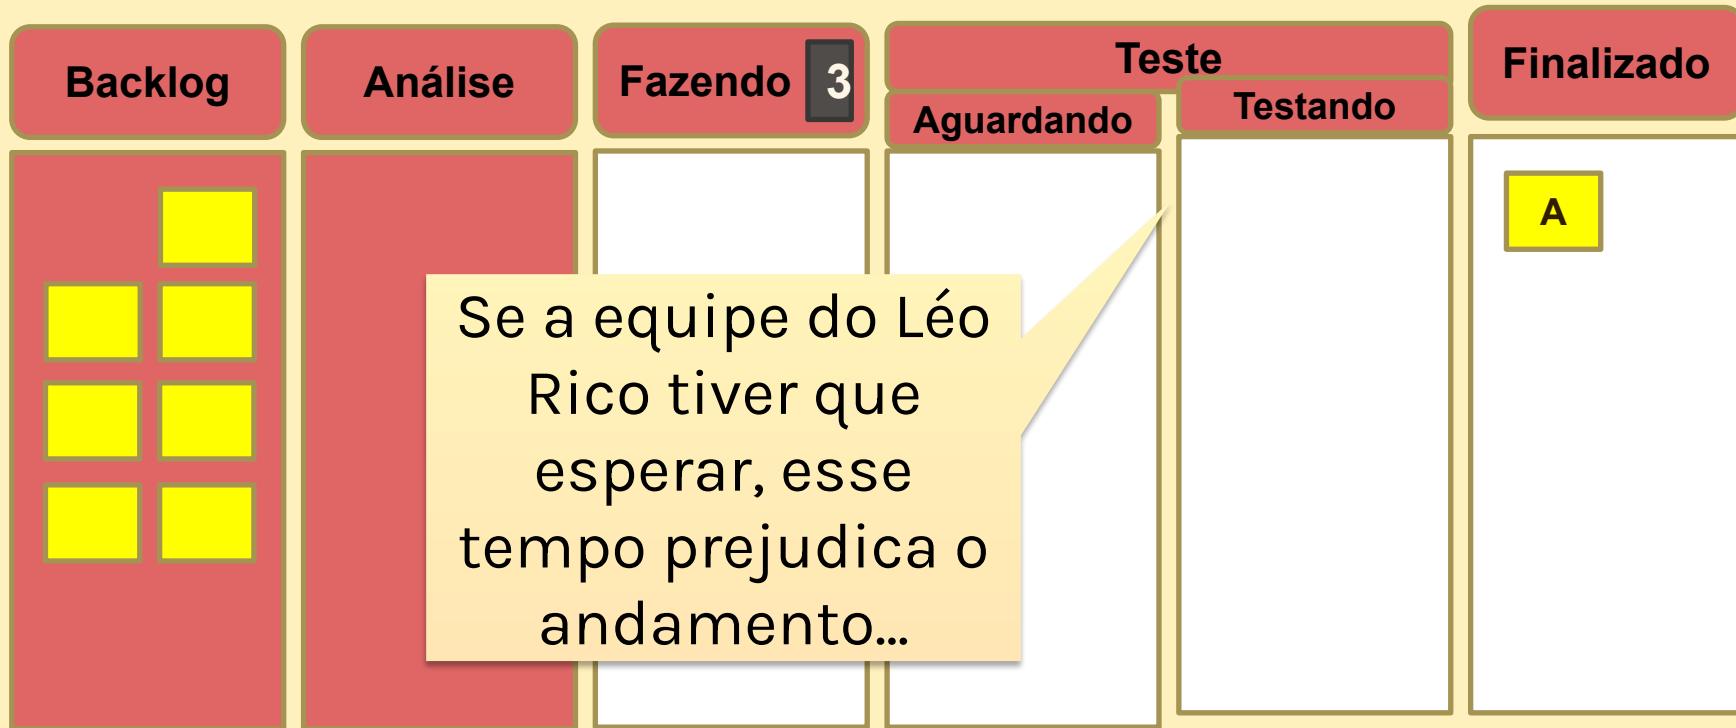 Backlog
Análise
Fazendo 3
Teste
Aguardando
Testando
Finalizado
A
Se a equipe do Léo
Rico tiver que
esperar, esse
tempo prejudica o
andamento...